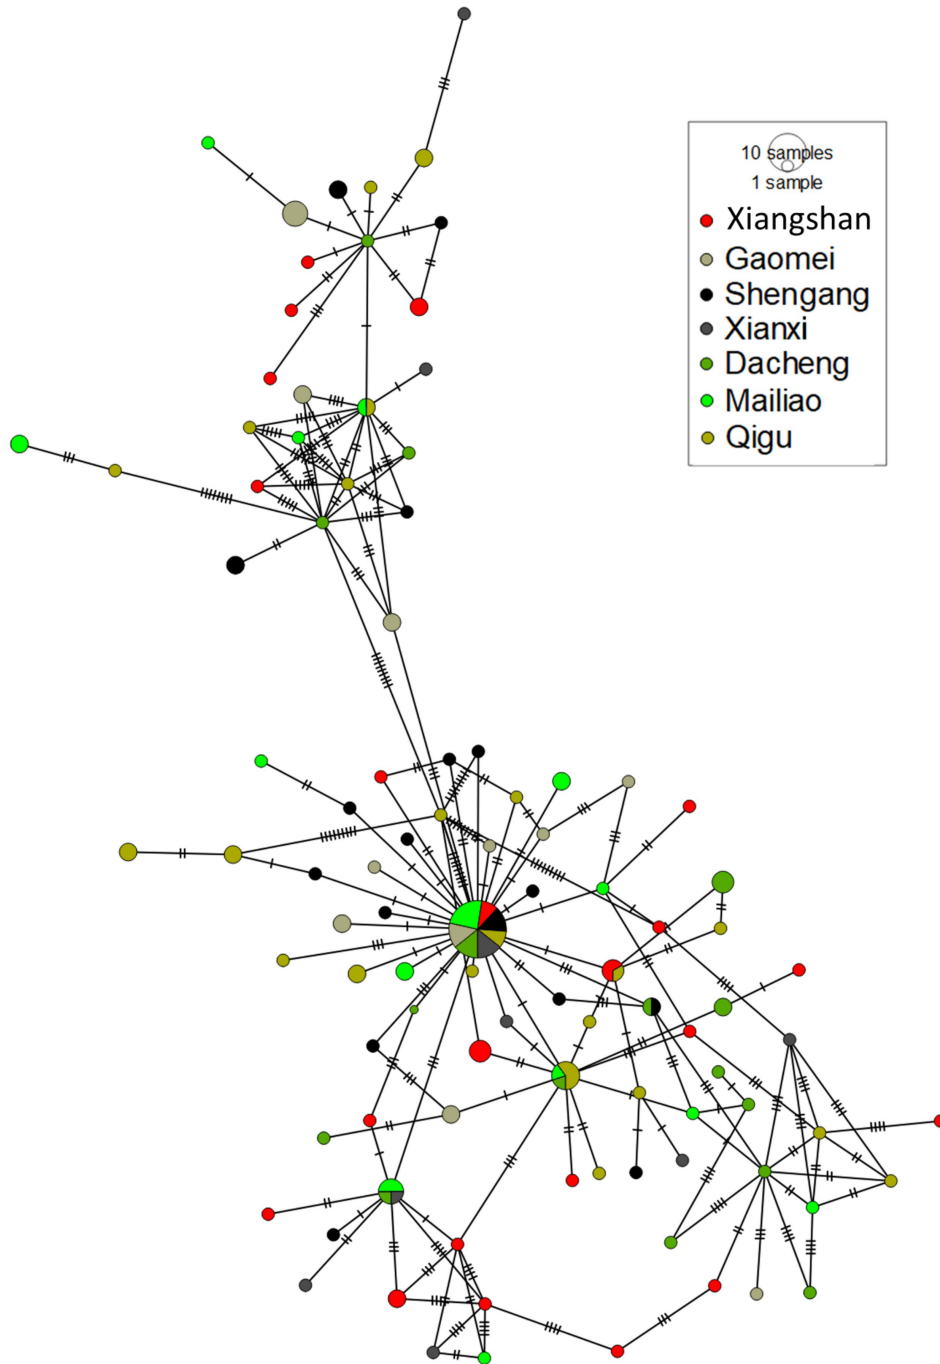 10 samples
1 sample
Xiangshan
Gaomei
Shengang
Xianxi
Dacheng
Mailiao
Qigu